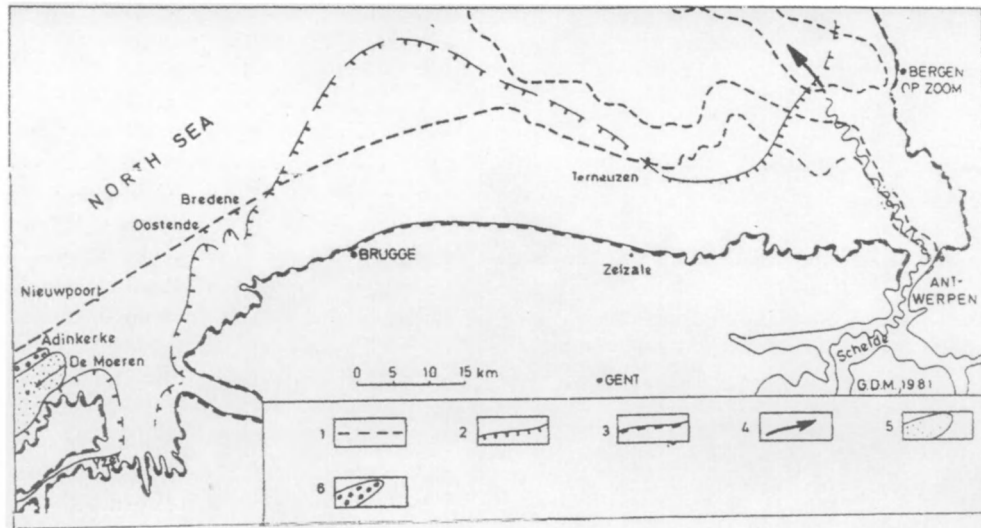 NORTH SEA
BERGEN
OP ZOOM
Terneuzen
Bredene
Oostende
BRUGGE
Zelzate
ANT-
WERPEN
Nieuwpoort
Adinkerke
De Moeren
Schelde
0 5 10 15 km
GENT
G.D.M. 1981
1
2
3
4
5
6